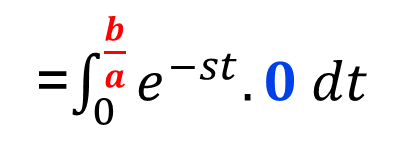 =∫₀^(b/a) e^(−st) . 0 dt